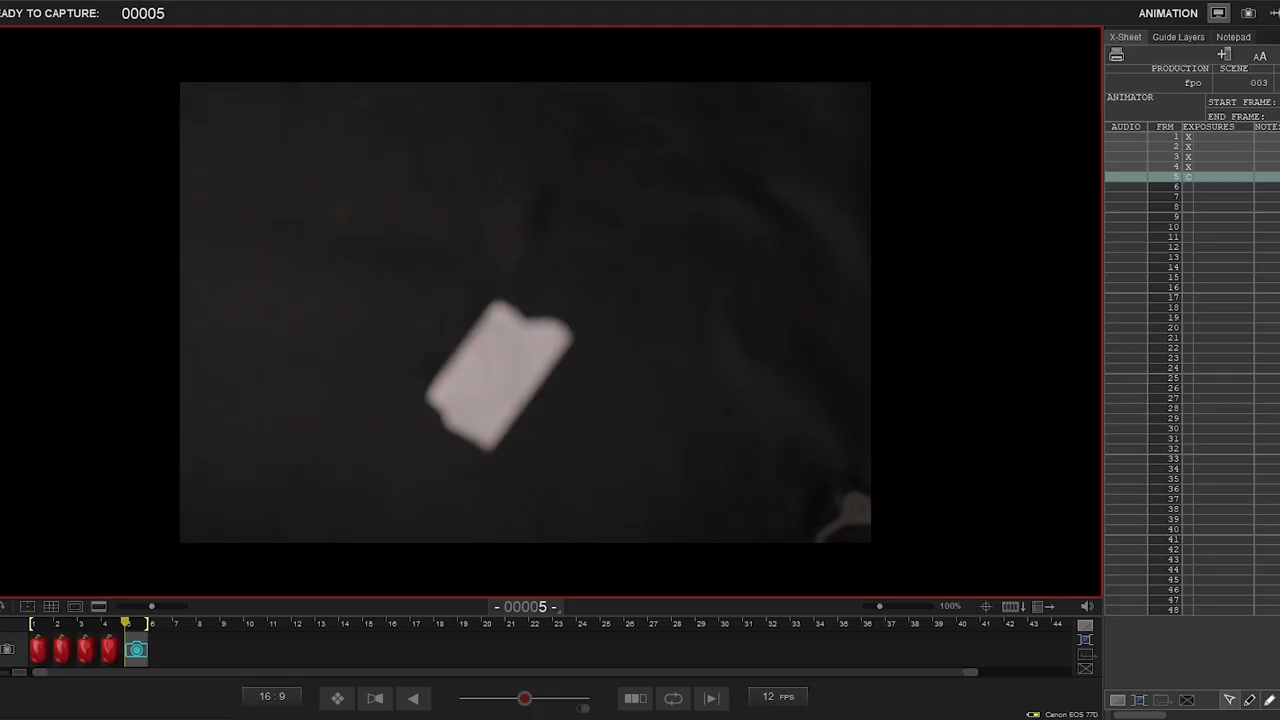 EADY TO CAPTURE: 00005
ANIMATION
X-Sheet Guide Layers Notepad
AA
PRODUCTION SCENE
fpo 003
ANIMATOR
START FRAME:
END FRAME:
AUDIO FRM EXPOSURES NOTES
1 X
2 X
3 X
4 X
5 C
6
7
8
9
10
11
12
13
14
15
16
17
18
19
20
21
22
23
24
25
26
27
28
29
30
31
32
33
34
35
36
37
38
39
40
41
42
43
44
45
46
47
48
- 00005 -
100%
1 2 3 4 5 6 7 8 9 10 11 12 13 14 15 16 17 18 19 20 21 22 23 24 25 26 27 28 29 30 31 32 33 34 35 36 37 38 39 40 41 42 43 44
16:9
12 FPS
Canon EOS 77D